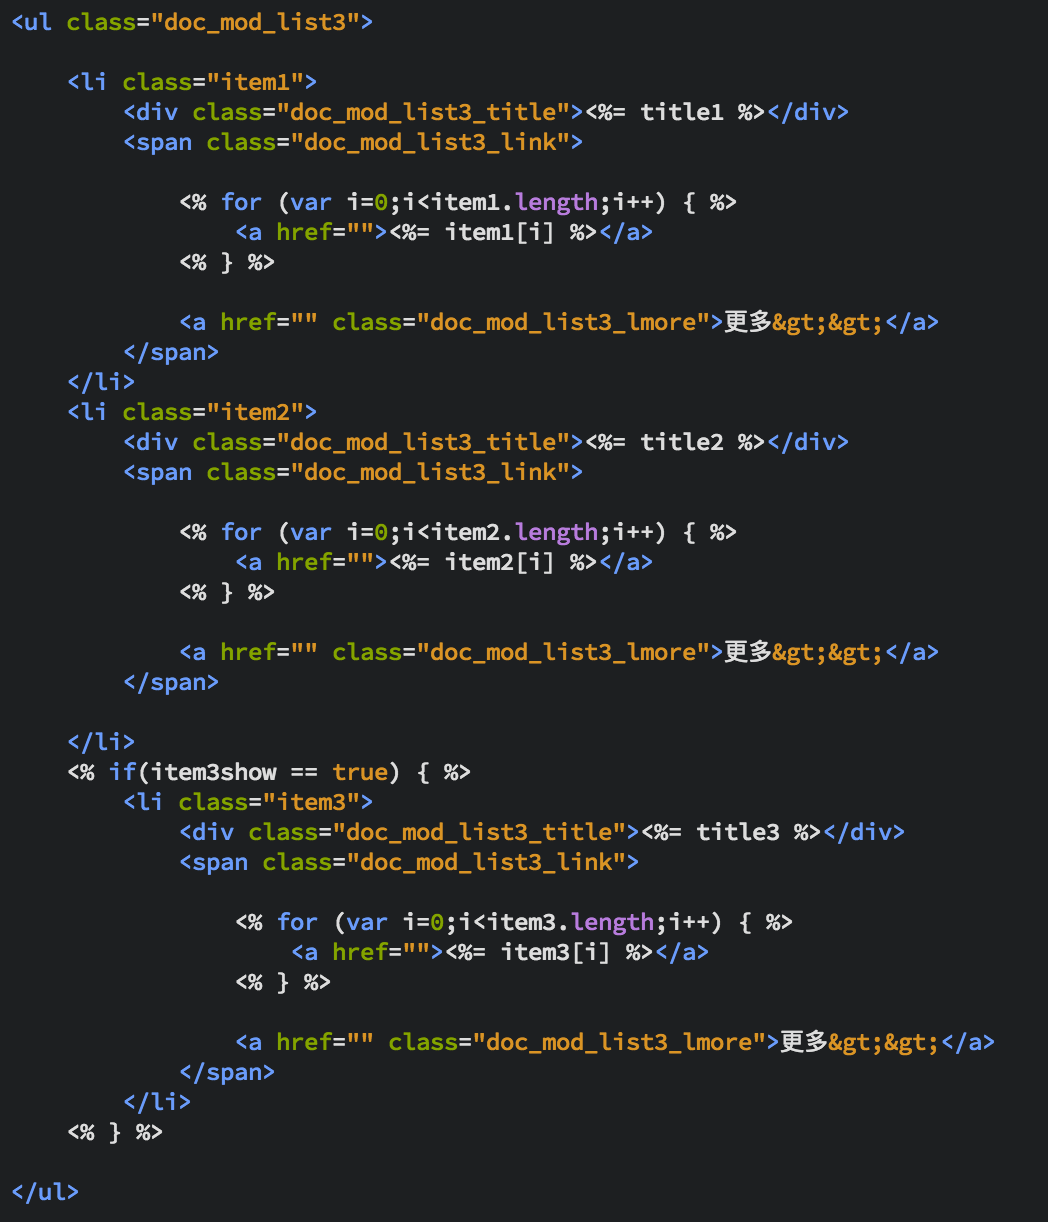 <ul class="doc_mod_list3">
<li class="item1">
<div class="doc_mod_list3_title"><%= title1 %></div>
<span class="doc_mod_list3_link">
<% for (var i=0;i<item1.length;i++) { %>
<a href=""><%= item1[i] %></a>
<% } %>
<a href="" class="doc_mod_list3_lmore">更多&gt;&gt;</a>
</span>
</li>
<li class="item2">
<div class="doc_mod_list3_title"><%= title2 %></div>
<span class="doc_mod_list3_link">
<% for (var i=0;i<item2.length;i++) { %>
<a href=""><%= item2[i] %></a>
<% } %>
<a href="" class="doc_mod_list3_lmore">更多&gt;&gt;</a>
</span>
</li>
<% if(item3show == true) { %>
<li class="item3">
<div class="doc_mod_list3_title"><%= title3 %></div>
<span class="doc_mod_list3_link">
<% for (var i=0;i<item3.length;i++) { %>
<a href=""><%= item3[i] %></a>
<% } %>
<a href="" class="doc_mod_list3_lmore">更多&gt;&gt;</a>
</span>
</li>
<% } %>
</ul>